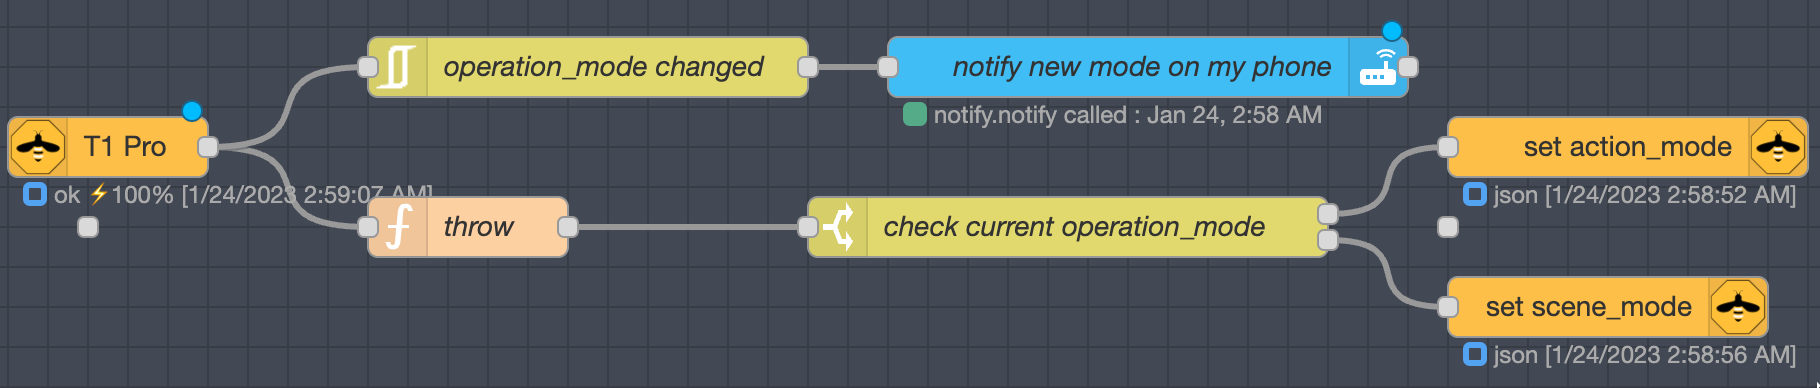 operation_mode changed
notify new mode on my phone
notify.notify called : Jan 24, 2:58 AM
T1 Pro
ok ⚡100% [1/24/2023 2:59:07 AM]
throw
check current operation_mode
set action_mode
json [1/24/2023 2:58:52 AM]
set scene_mode
json [1/24/2023 2:58:56 AM]